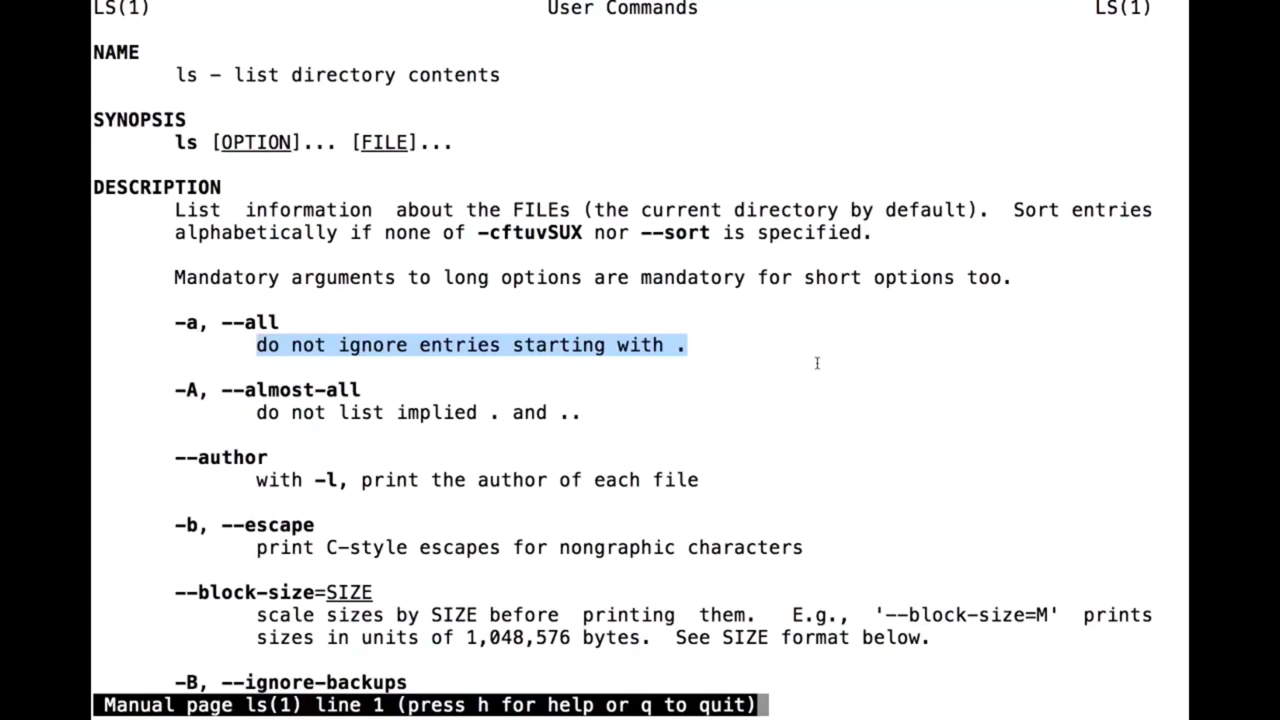 LS(1) User Commands LS(1)
NAME
ls - list directory contents
SYNOPSIS
ls [OPTION]... [FILE]...
DESCRIPTION
List information about the FILEs (the current directory by default). Sort entries
alphabetically if none of -cftuvSUX nor --sort is specified.
Mandatory arguments to long options are mandatory for short options too.
-a, --all
do not ignore entries starting with .
-A, --almost-all
do not list implied . and ..
--author
with -l, print the author of each file
-b, --escape
print C-style escapes for nongraphic characters
--block-size=SIZE
scale sizes by SIZE before printing them. E.g., '--block-size=M' prints
sizes in units of 1,048,576 bytes. See SIZE format below.
-B, --ignore-backups
Manual page ls(1) line 1 (press h for help or q to quit)